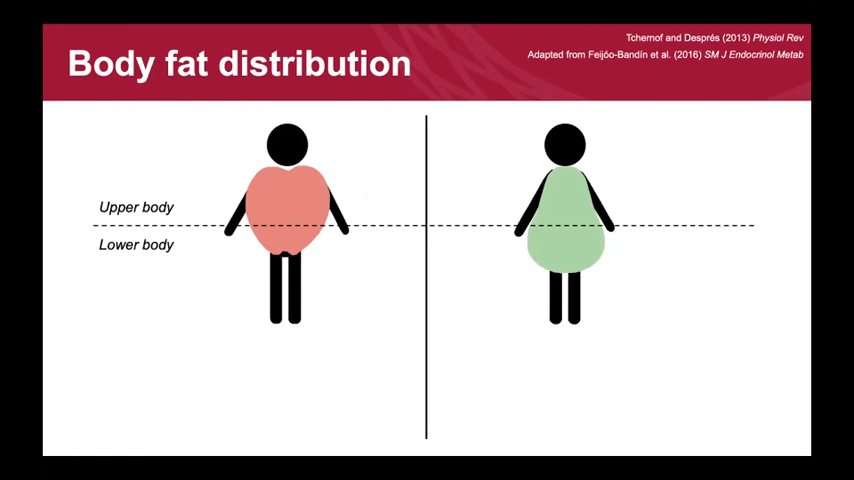 Body fat distribution
Tchernof and Després (2013) Physiol Rev
Adapted from Feijóo-Bandín et al. (2016) SM J Endocrinol Metab
Upper body
Lower body